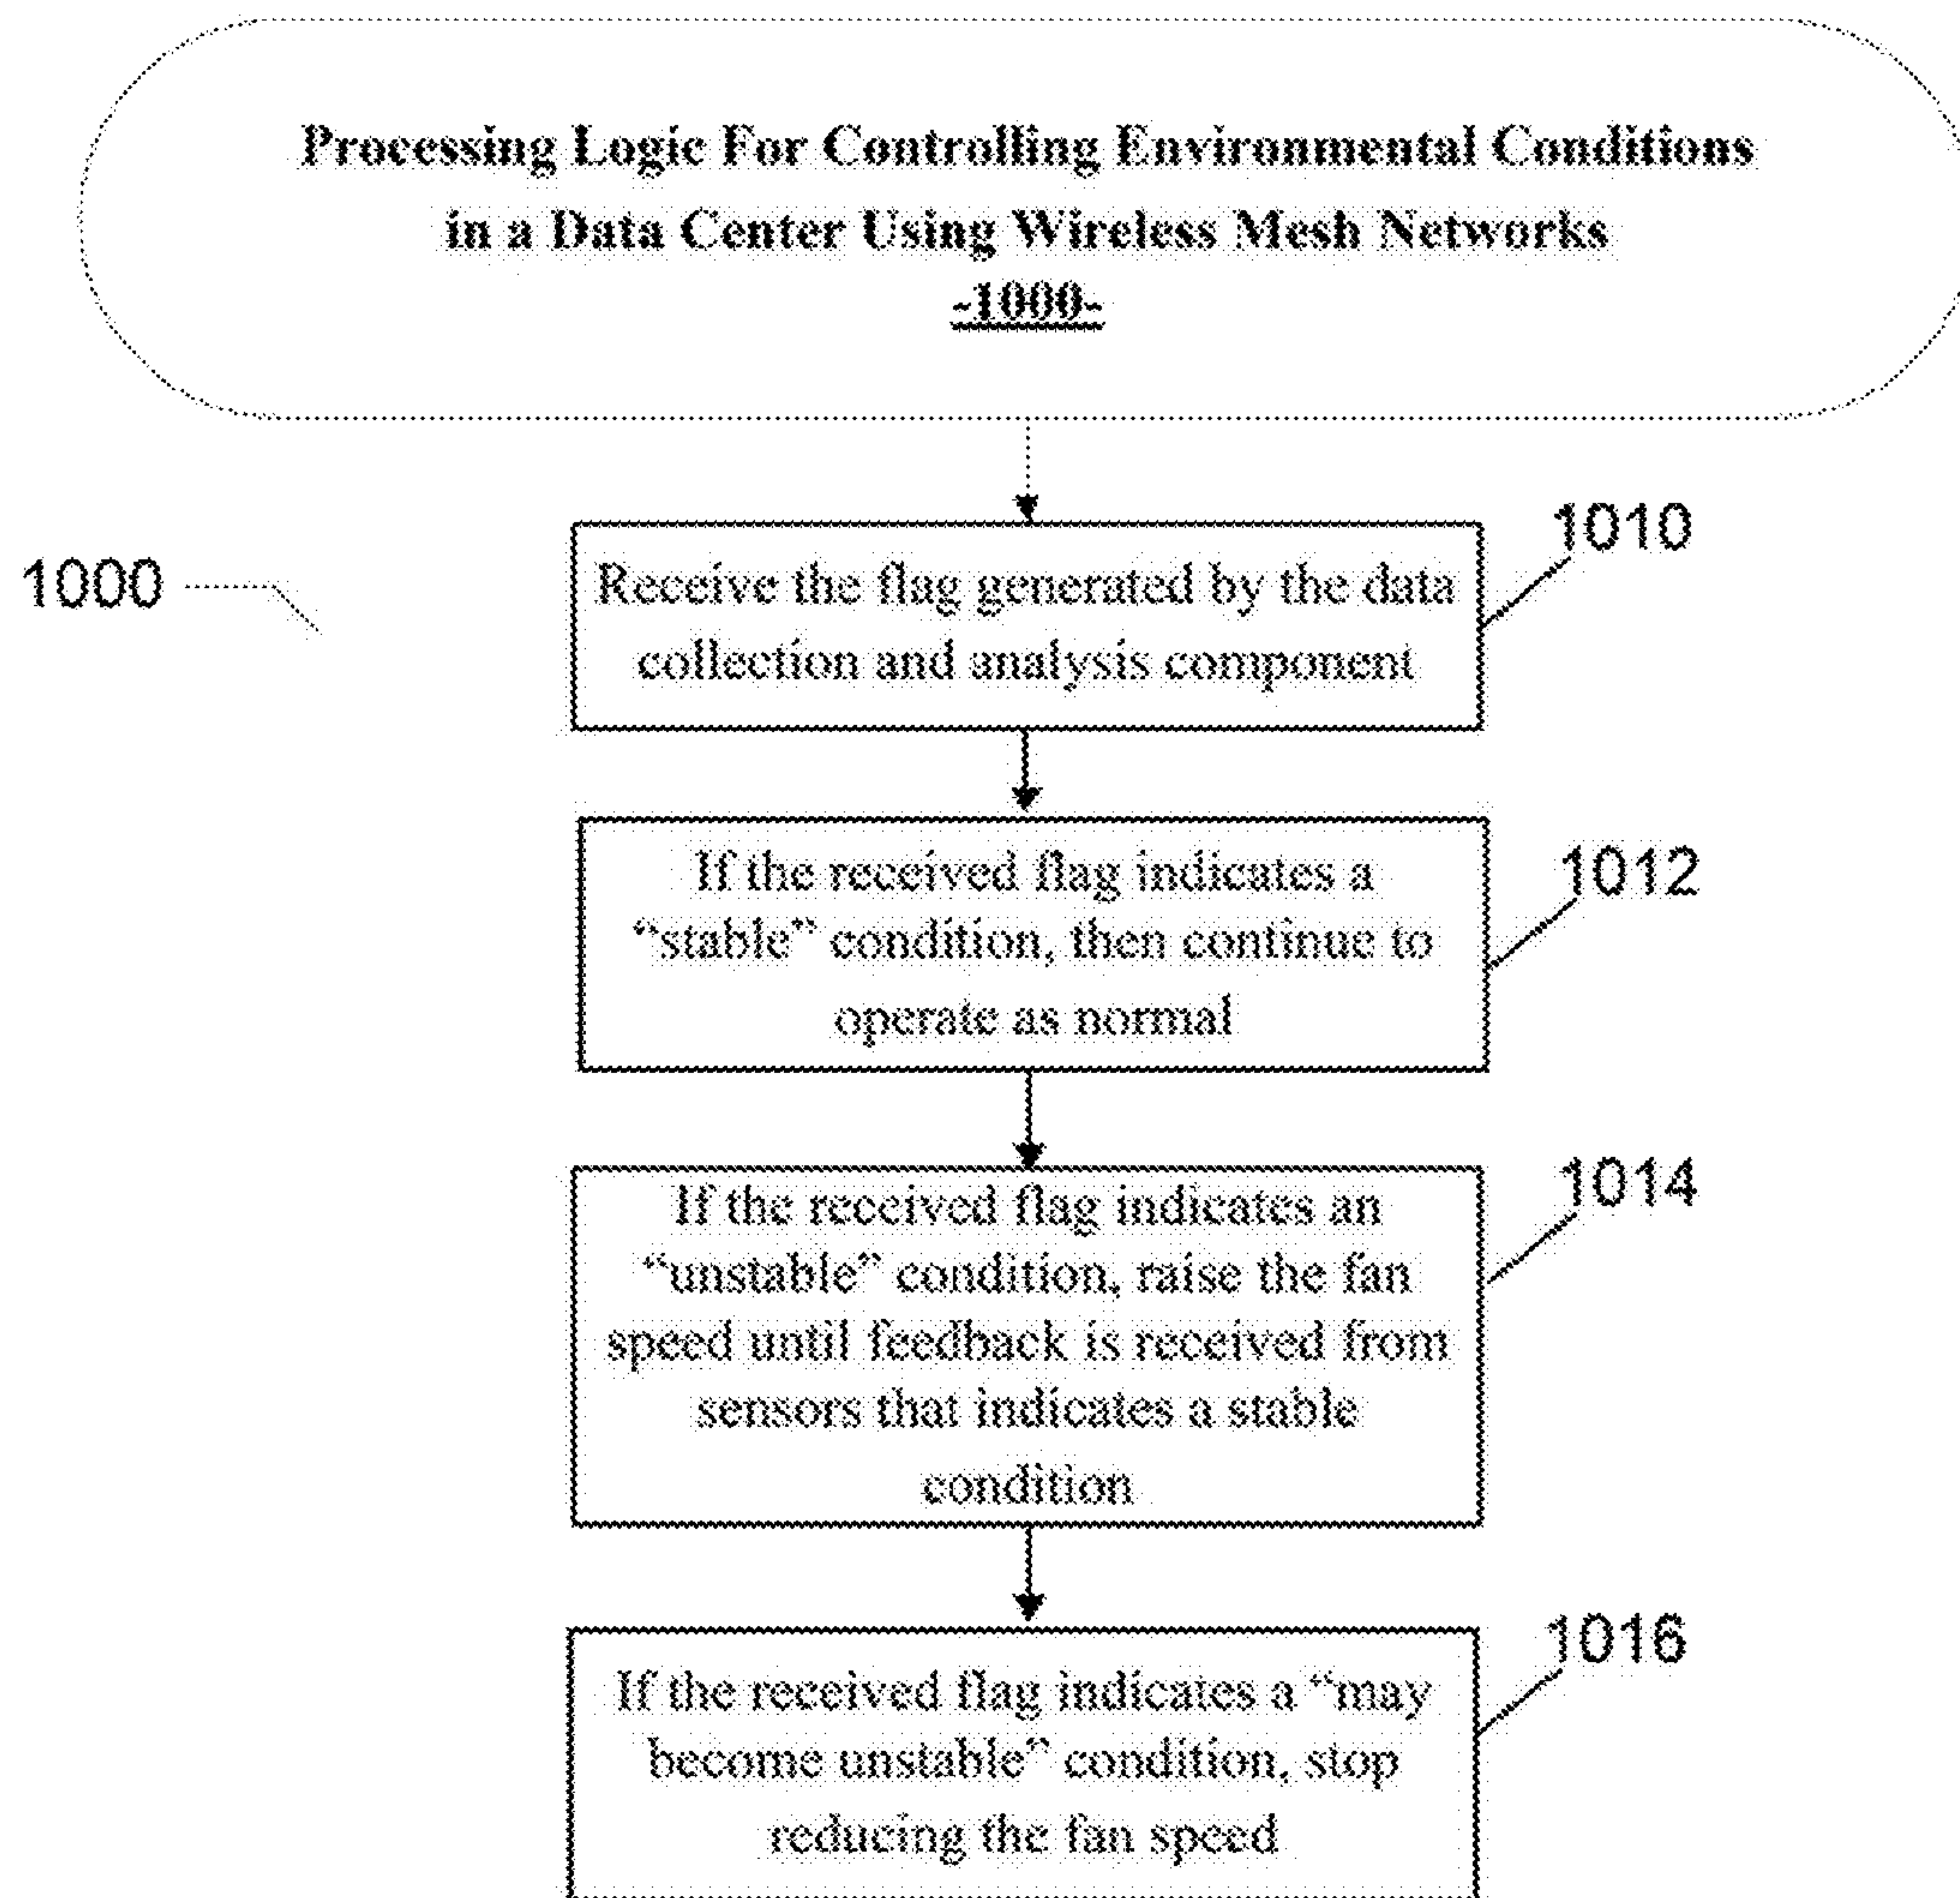 Processing Logic For Controlling Environmental Conditions
in a Data Center Using Wireless Mesh Networks
-1000-
1000
1010
Receive the flag generated by the data
collection and analysis component
1012
If the received flag indicates a
“stable” condition, then continue to
operate as normal
1014
If the received flag indicates an
“unstable” condition, raise the fan
speed until feedback is received from
sensors that indicates a stable
condition
1016
If the received flag indicates a “may
become unstable” condition, stop
reducing the fan speed